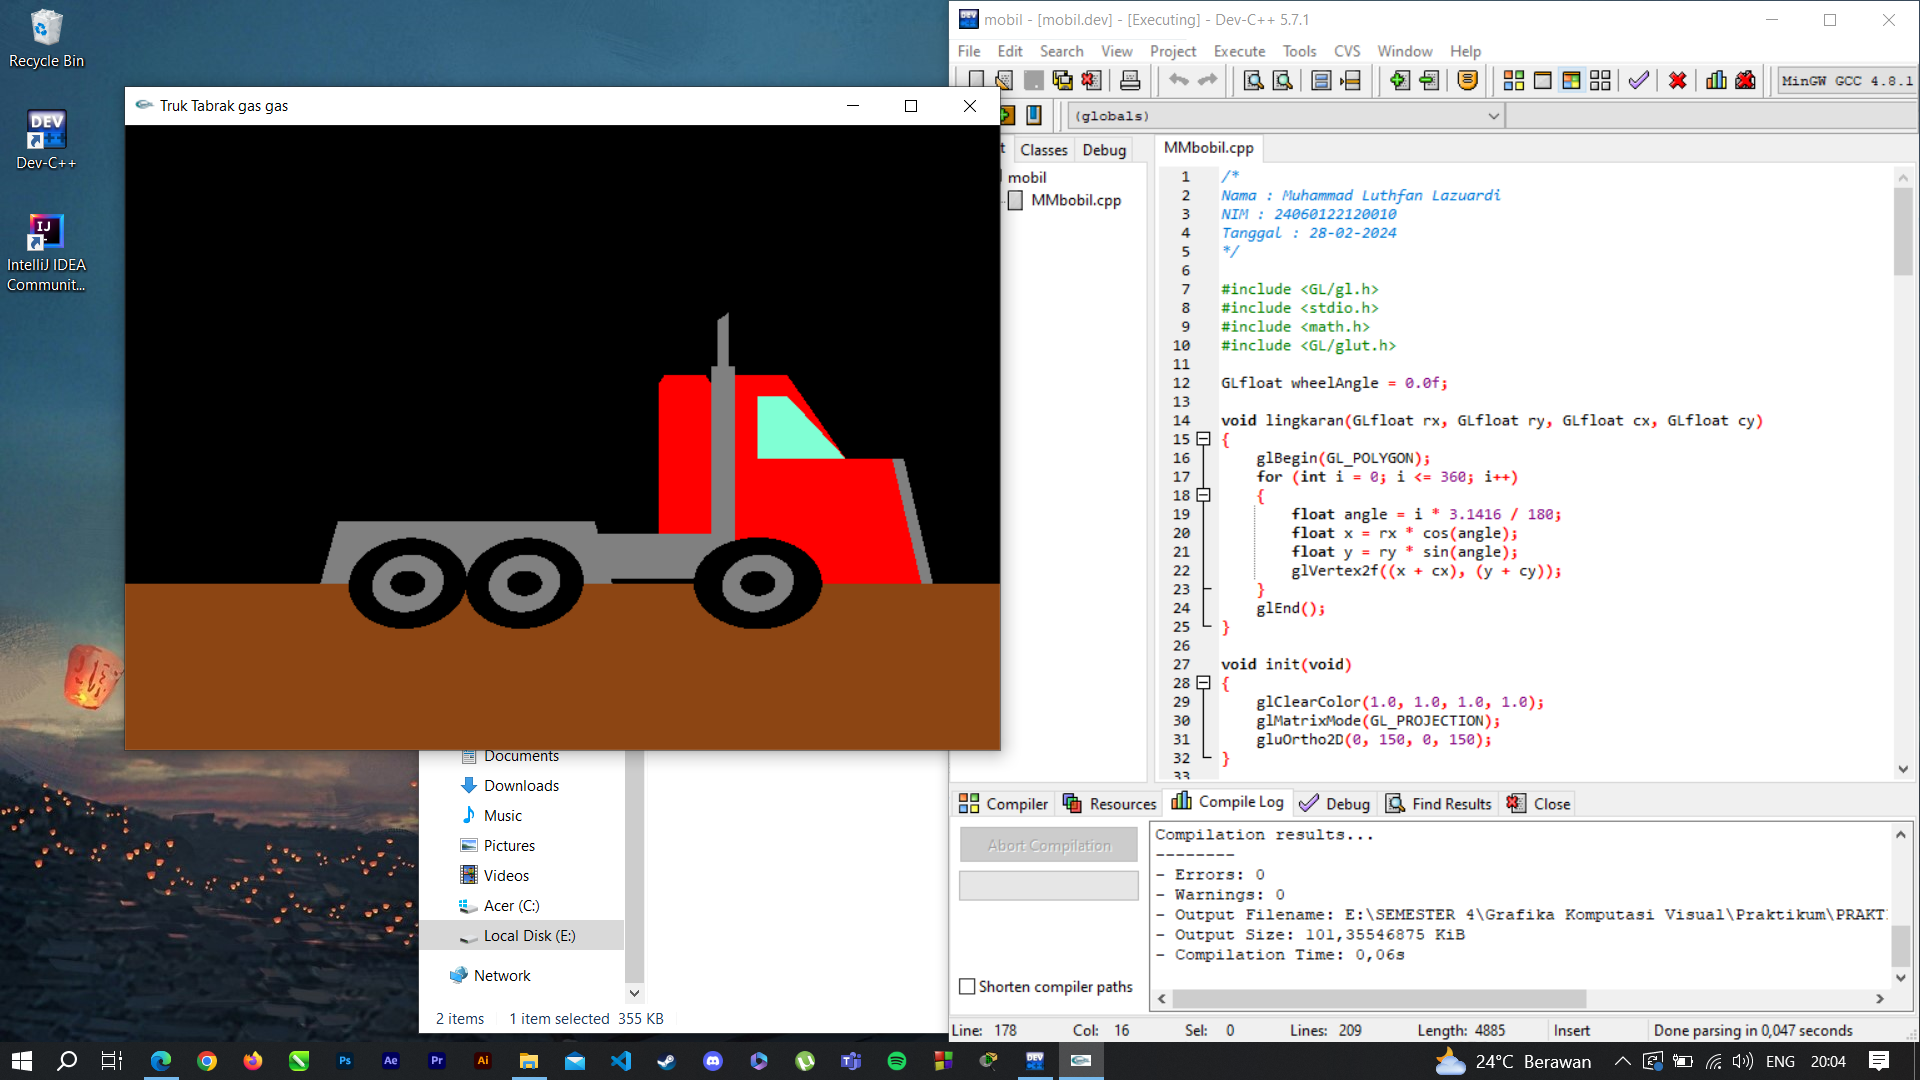 Recycle Bin
Dev-C++
IntelliJ IDEA
Communit...
Truk Tabrak gas gas
mobil - [mobil.dev] - [Executing] - Dev-C++ 5.7.1
File Edit Search View Project Execute Tools CVS Window Help
MinGW GCC 4.8.1
(globals)
t Classes Debug
mobil
MMbobil.cpp
MMbobil.cpp
1 /*
2 Nama : Muhammad Luthfan Lazuardi
3 NIM : 24060122120010
4 Tanggal : 28-02-2024
5 */
6
7 #include <GL/gl.h>
8 #include <stdio.h>
9 #include <math.h>
10 #include <GL/glut.h>
11
12 GLfloat wheelAngle = 0.0f;
13
14 void lingkaran(GLfloat rx, GLfloat ry, GLfloat cx, GLfloat cy)
15 {
16 glBegin(GL_POLYGON);
17 for (int i = 0; i <= 360; i++)
18 {
19 float angle = i * 3.1416 / 180;
20 float x = rx * cos(angle);
21 float y = ry * sin(angle);
22 glVertex2f((x + cx), (y + cy));
23 }
24 glEnd();
25 }
26
27 void init(void)
28 {
29 glClearColor(1.0, 1.0, 1.0, 1.0);
30 glMatrixMode(GL_PROJECTION);
31 gluOrtho2D(0, 150, 0, 150);
32 }
33
Compiler Resources Compile Log Debug Find Results Close
Abort Compilation
Shorten compiler paths
Compilation results...
--------
- Errors: 0
- Warnings: 0
- Output Filename: E:\SEMESTER 4\Grafika Komputasi Visual\Praktikum\PRAKT
- Output Size: 101,35546875 KiB
- Compilation Time: 0,06s
Line: 178 Col: 16 Sel: 0 Lines: 209 Length: 4885 Insert Done parsing in 0,047 seconds
Documents
Downloads
Music
Pictures
Videos
Acer (C:)
Local Disk (E:)
Network
2 items 1 item selected 355 KB
Ps Ae Pr Ai
24°C Berawan ENG 20:04